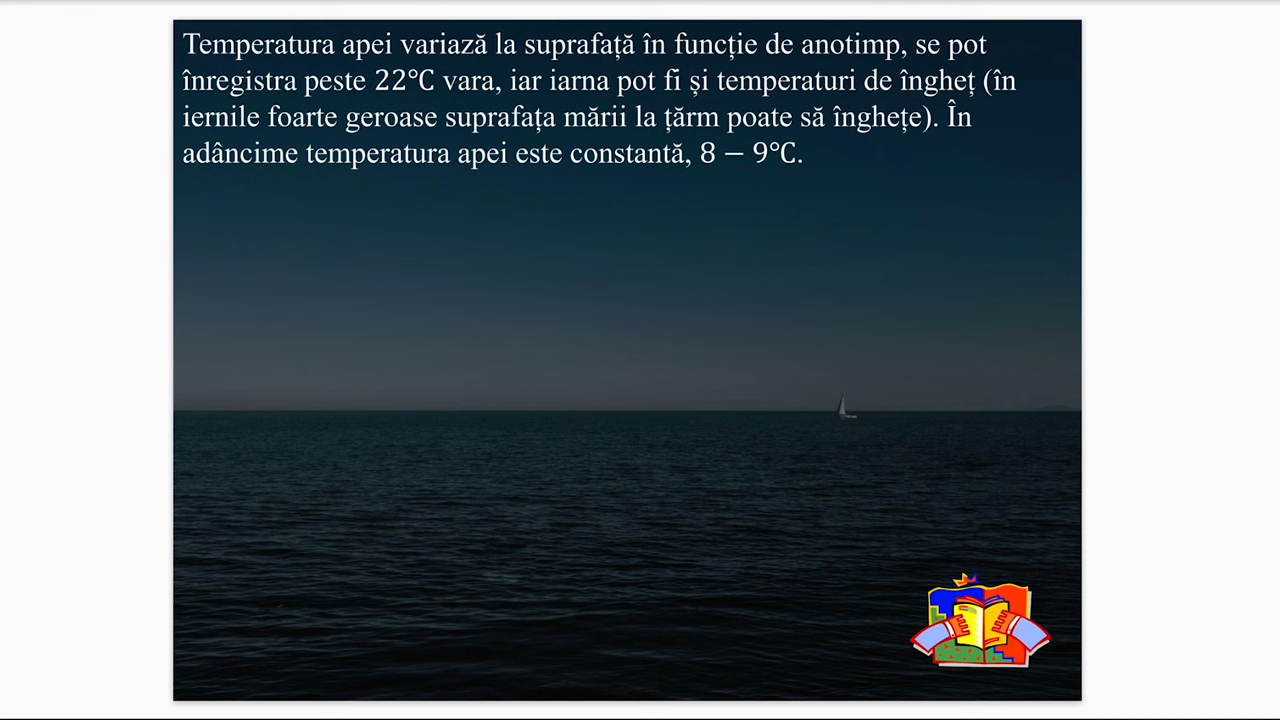 Temperatura apei variază la suprafață în funcție de anotimp, se pot
înregistra peste 22℃ vara, iar iarna pot fi și temperaturi de îngheț (în
iernile foarte geroase suprafața mării la țărm poate să înghețe). În
adâncime temperatura apei este constantă, 8 − 9℃.